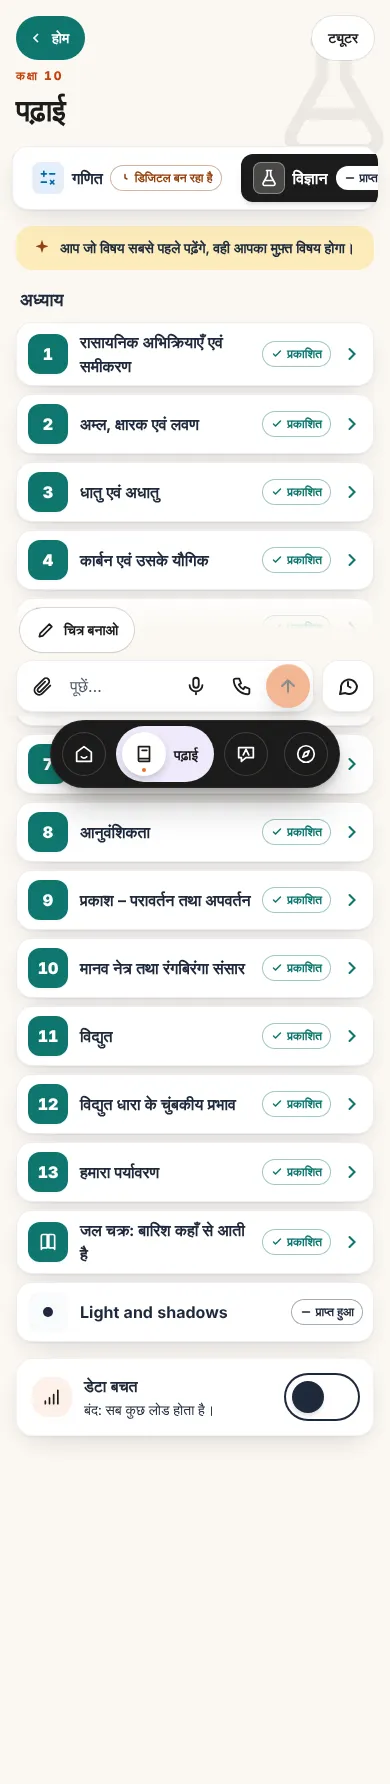 होम
ट्यूटर
कक्षा 10
पढ़ाई
गणित
डिजिटल बन रहा है
विज्ञान
आप जो विषय सबसे पहले पढ़ेंगे, वही आपका मुफ़्त विषय होगा।
अध्याय
1
रासायनिक अभिक्रियाएँ एवं
समीकरण
प्रकाशित
2
अम्ल, क्षारक एवं लवण
प्रकाशित
3
धातु एवं अधातु
प्रकाशित
4
कार्बन एवं उसके यौगिक
प्रकाशित
चित्र बनाओ
पूछें...
7
पढ़ाई
8
आनुवंशिकता
प्रकाशित
9
प्रकाश – परावर्तन तथा अपवर्तन
प्रकाशित
10
मानव नेत्र तथा रंगबिरंगा संसार
प्रकाशित
11
विद्युत
प्रकाशित
12
विद्युत धारा के चुंबकीय प्रभाव
प्रकाशित
13
हमारा पर्यावरण
प्रकाशित
जल चक्र: बारिश कहाँ से आती
है
प्रकाशित
Light and shadows
प्राप्त हुआ
डेटा बचत
बंद: सब कुछ लोड होता है।